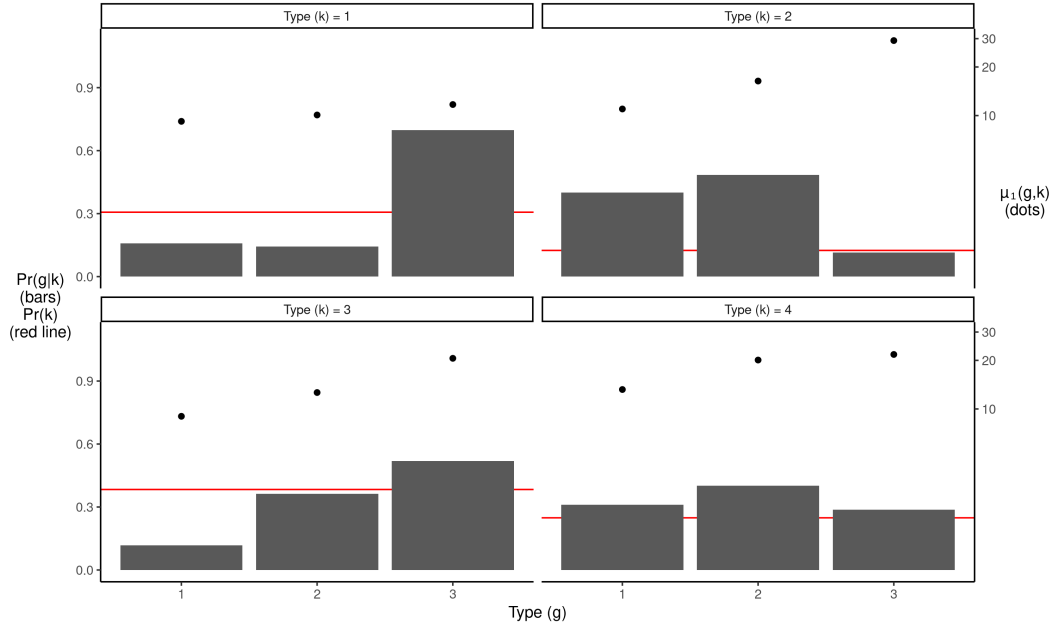 Type (k) = 1
Type (k) = 2
0.9
0.6
0.3
0.0
30
20
10
μ₁(g,k)
(dots)
Pr(g|k)
(bars)
Pr(k)
(red line)
Type (k) = 3
Type (k) = 4
0.9
0.6
0.3
0.0
30
20
10
1 2 3 1 2 3
Type (g)